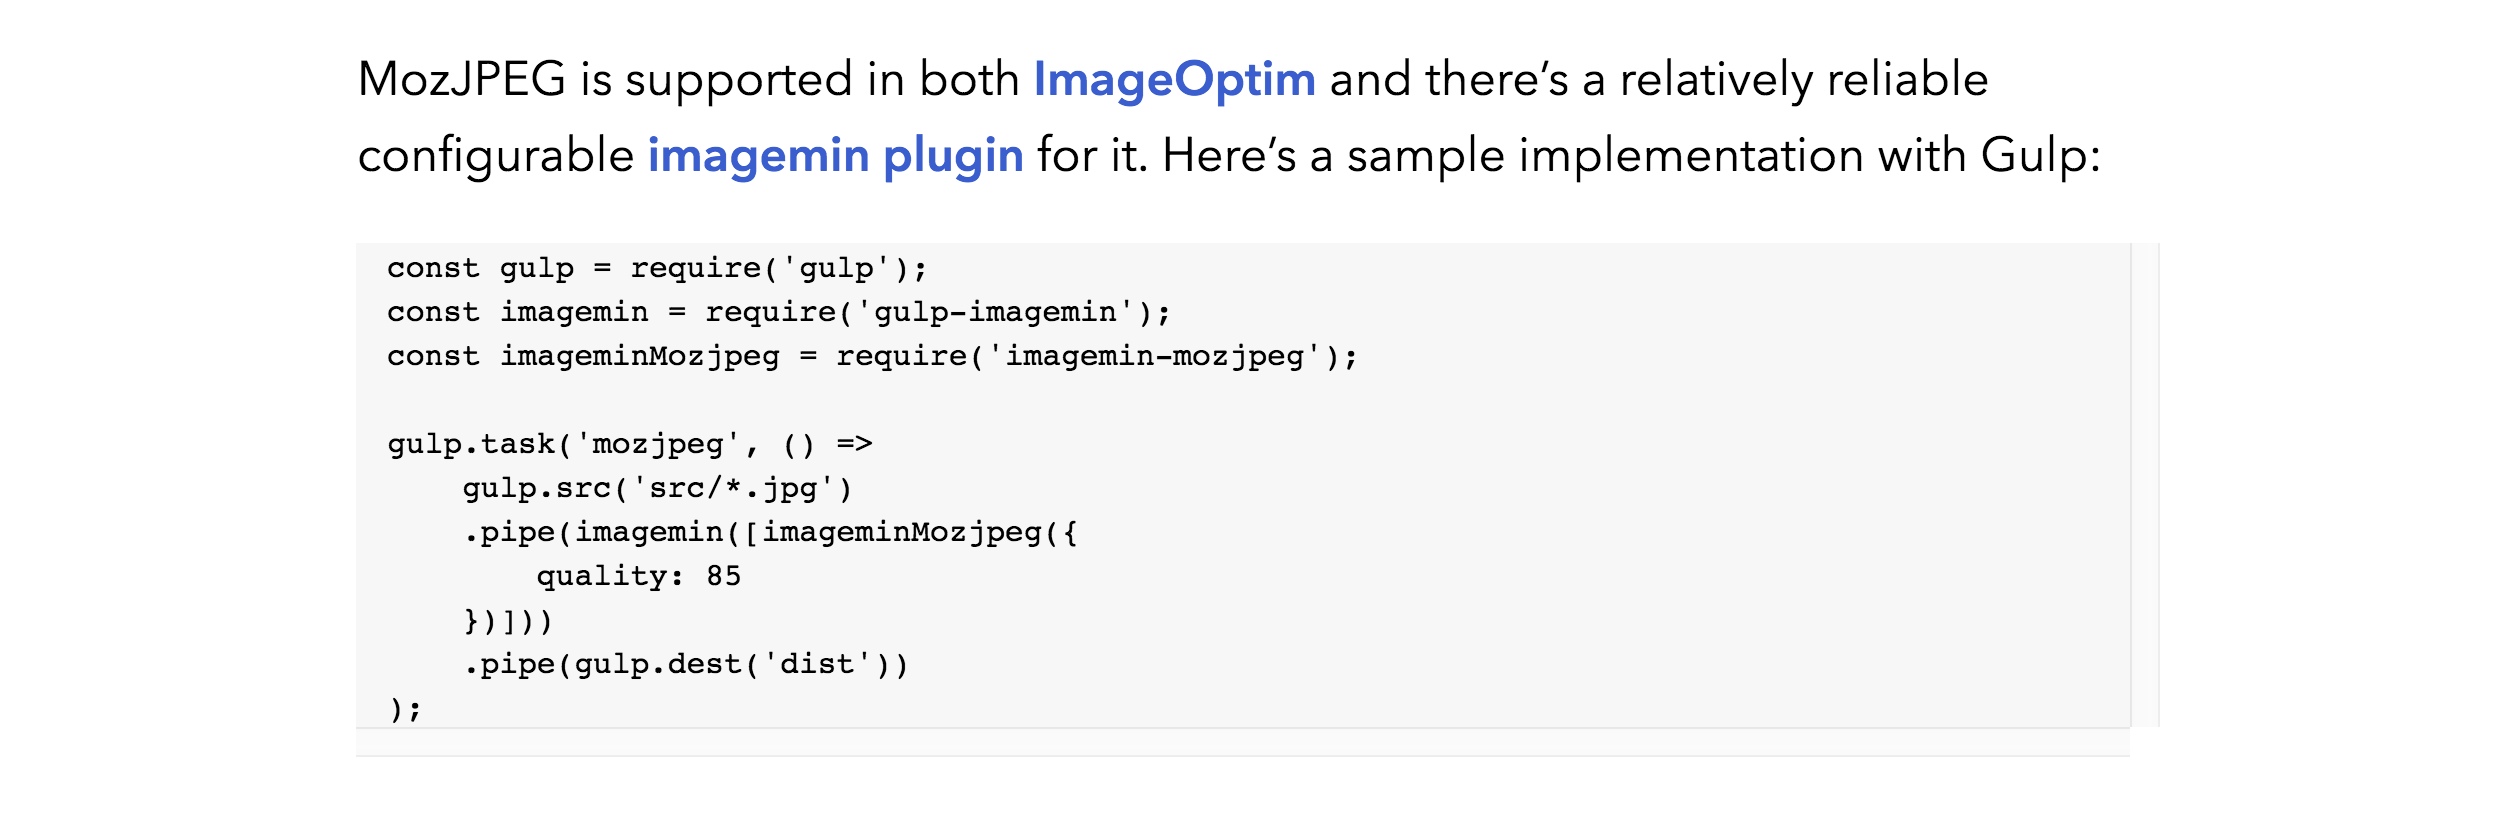 MozJPEG is supported in both ImageOptim and there’s a relatively reliable
configurable imagemin plugin for it. Here’s a sample implementation with Gulp:
const gulp = require('gulp');
const imagemin = require('gulp-imagemin');
const imageminMozjpeg = require('imagemin-mozjpeg');

gulp.task('mozjpeg', () =>
    gulp.src('src/*.jpg')
    .pipe(imagemin([imageminMozjpeg({
        quality: 85
    })]))
    .pipe(gulp.dest('dist'))
);